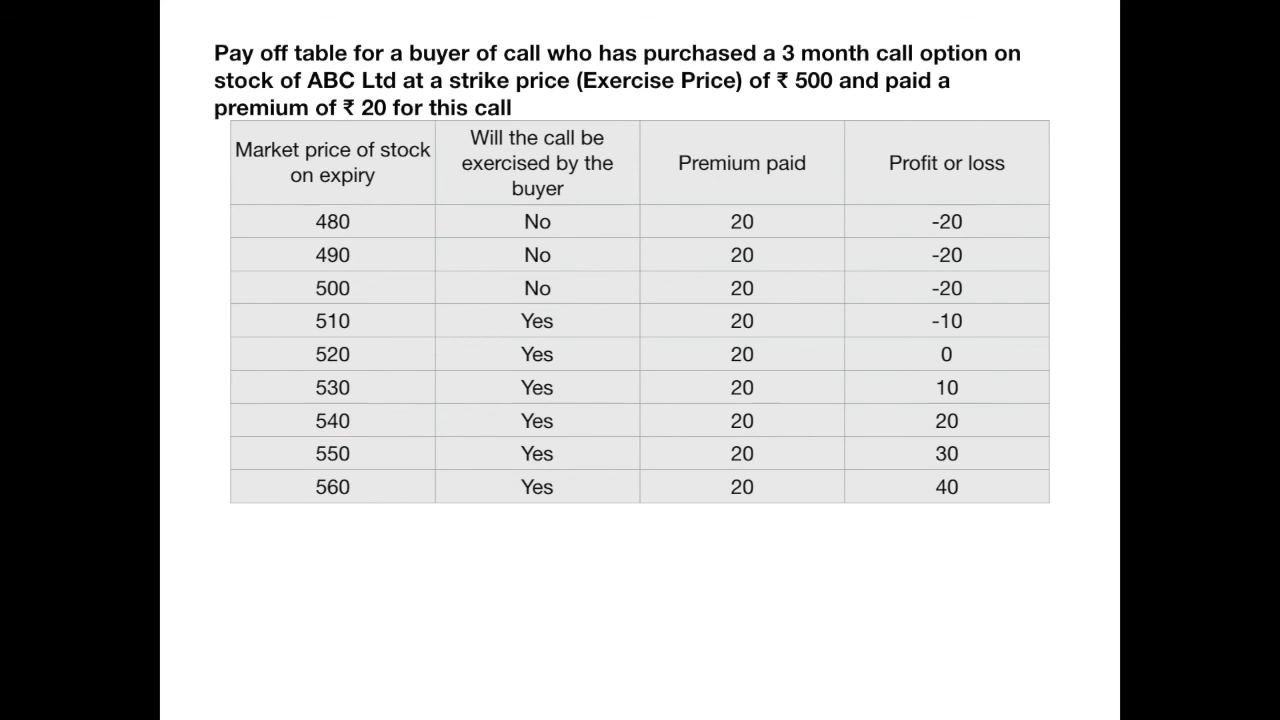 Pay off table for a buyer of call who has purchased a 3 month call option on
stock of ABC Ltd at a strike price (Exercise Price) of ₹ 500 and paid a
premium of ₹ 20 for this call
Market price of stock on expiry | Will the call be exercised by the buyer | Premium paid | Profit or loss
480 | No | 20 | -20
490 | No | 20 | -20
500 | No | 20 | -20
510 | Yes | 20 | -10
520 | Yes | 20 | 0
530 | Yes | 20 | 10
540 | Yes | 20 | 20
550 | Yes | 20 | 30
560 | Yes | 20 | 40